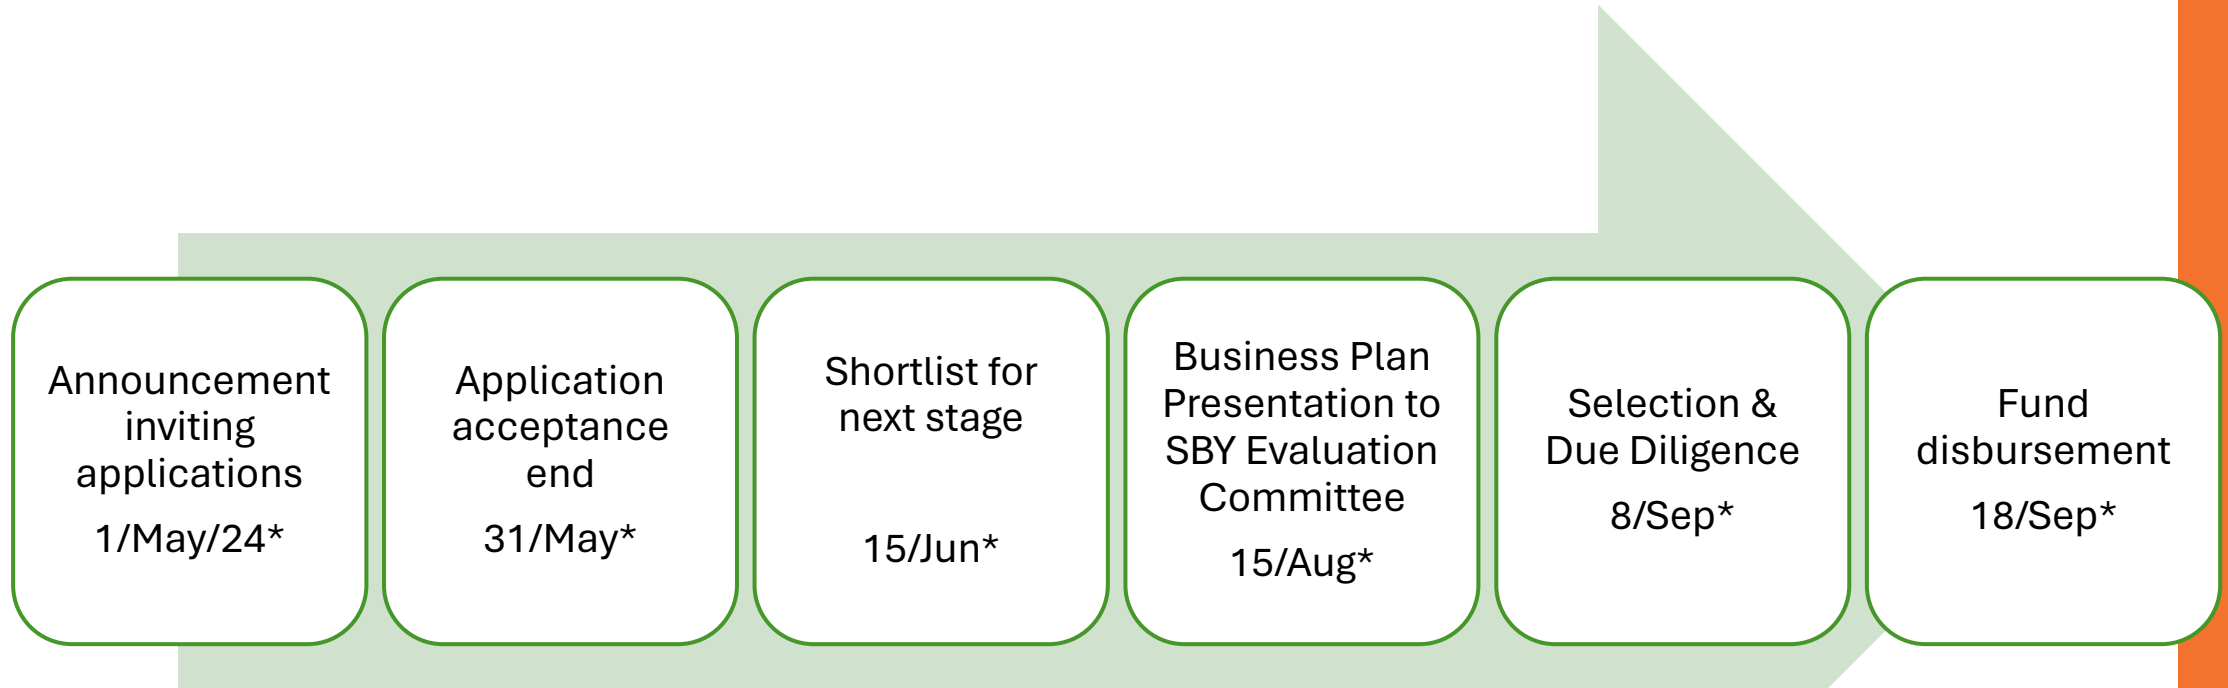 Announcement
inviting
applications
1/May/24*
Application
acceptance
end
31/May*
Shortlist for
next stage
15/Jun*
Business Plan
Presentation to
SBY Evaluation
Committee
15/Aug*
Selection &
Due Diligence
8/Sep*
Fund
disbursement
18/Sep*